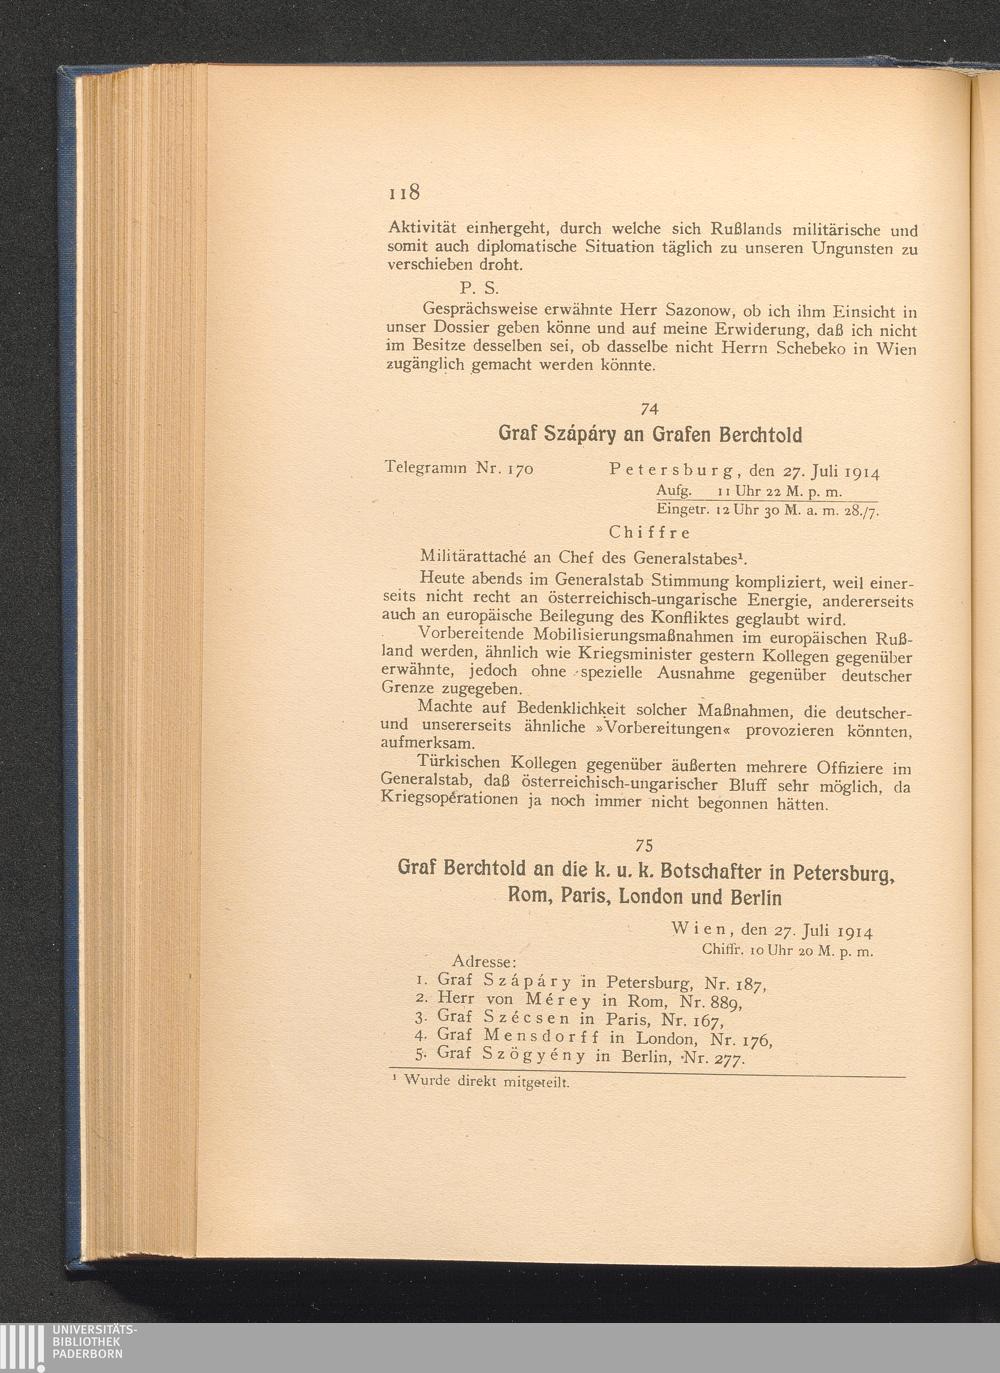 118
Aktivität einhergeht, durch welche sich Rußlands militärische und
somit auch diplomatische Situation täglich zu unseren Ungunsten zu
verschieben droht.
P. S.
Gesprächsweise erwähnte Herr Sazonow, ob ich ihm Einsicht in
unser Dossier geben könne und auf meine Erwiderung, daß ich nicht
im Besitze desselben sei, ob dasselbe nicht Herrn Schebeko in Wien
zugänglich gemacht werden könnte.
74
Graf Szápáry an Grafen Berchtold
Telegramm Nr. 170 Petersburg, den 27. Juli 1914
Aufg. 11 Uhr 22 M. p. m.
Eingetr. 12 Uhr 30 M. a. m. 28./7.
Chiffre
Militärattaché an Chef des Generalstabes¹.
Heute abends im Generalstab Stimmung kompliziert, weil einer-
seits nicht recht an österreichisch-ungarische Energie, andererseits
auch an europäische Beilegung des Konfliktes geglaubt wird.
Vorbereitende Mobilisierungsmaßnahmen im europäischen Ruß-
land werden, ähnlich wie Kriegsminister gestern Kollegen gegenüber
erwähnte, jedoch ohne spezielle Ausnahme gegenüber deutscher
Grenze zugegeben.
Machte auf Bedenklichkeit solcher Maßnahmen, die deutscher-
und unsererseits ähnliche »Vorbereitungen« provozieren könnten,
aufmerksam.
Türkischen Kollegen gegenüber äußerten mehrere Offiziere im
Generalstab, daß österreichisch-ungarischer Bluff sehr möglich, da
Kriegsoperationen ja noch immer nicht begonnen hätten.
75
Graf Berchtold an die k. u. k. Botschafter in Petersburg,
Rom, Paris, London und Berlin
Wien, den 27. Juli 1914
Chiffr. 10 Uhr 20 M. p. m.
Adresse:
1. Graf Szápáry in Petersburg, Nr. 187,
2. Herr von Mérey in Rom, Nr. 889,
3. Graf Szécsen in Paris, Nr. 167,
4. Graf Mensdorff in London, Nr. 176,
5. Graf Szögyény in Berlin, Nr. 277.
¹ Wurde direkt mitgeteilt.
UNIVERSITÄTS-
BIBLIOTHEK
PADERBORN